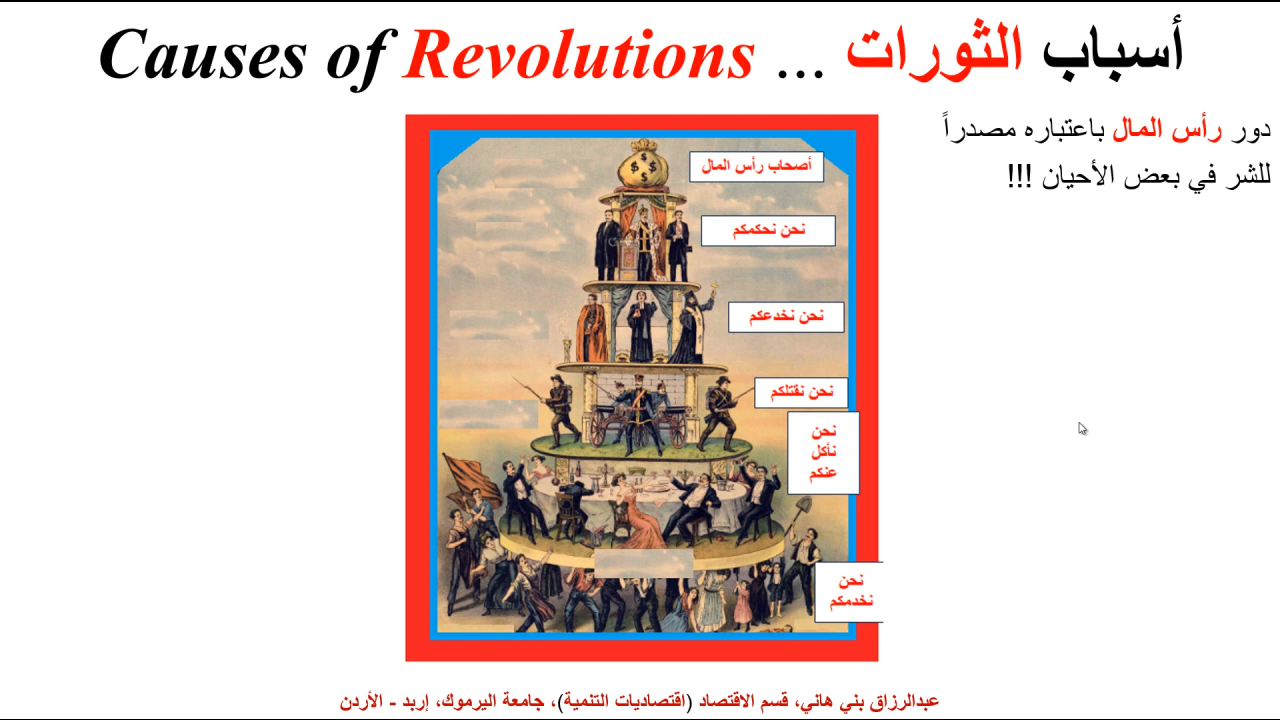 Causes of Revolutions ... أسباب الثورات
دور رأس المال باعتباره مصدراً
للشر في بعض الأحيان !!!
أصحاب رأس المال
نحن نحكمكم
نحن نخدعكم
نحن نقتلكم
نحن
نأكل
عنكم
نحن
نخدمكم
عبدالرزاق بني هاني، قسم الاقتصاد (اقتصاديات التنمية)، جامعة اليرموك، إربد - الأردن